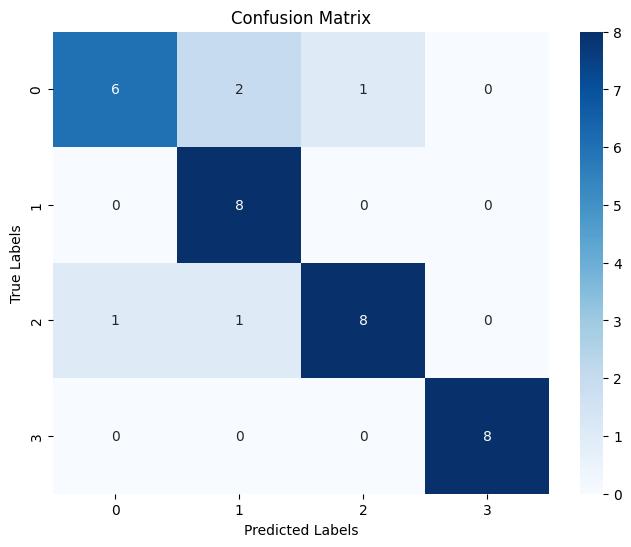 Confusion Matrix
True Labels
0 6 2 1 0
1 0 8 0 0
2 1 1 8 0
3 0 0 0 8
0 1 2 3
Predicted Labels
8
7
6
5
4
3
2
1
0